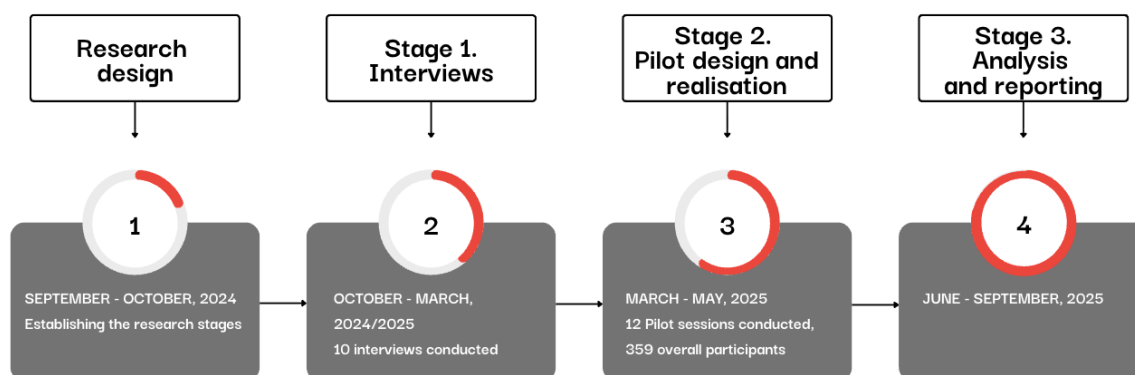 Research
design
Stage 1.
Interviews
Stage 2.
Pilot design and
realisation
Stage 3.
Analysis
and reporting
1
2
3
4
SEPTEMBER - OCTOBER, 2024
Establishing the research stages
OCTOBER - MARCH,
2024/2025
10 interviews conducted
MARCH - MAY, 2025
12 Pilot sessions conducted,
359 overall participants
JUNE - SEPTEMBER, 2025